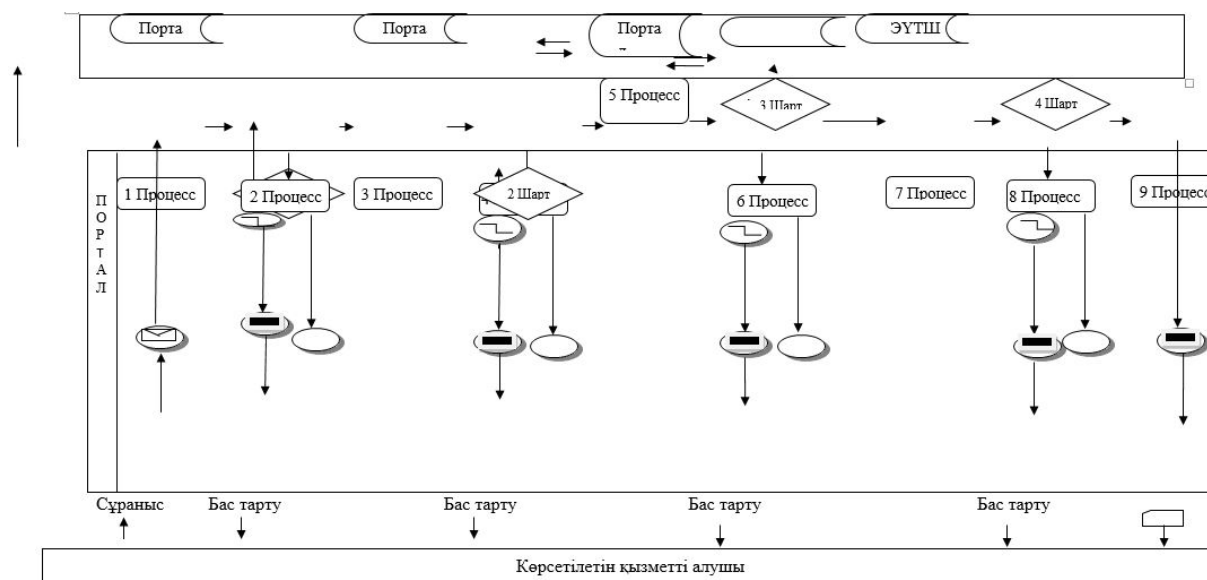 Порта
Порта
Порта
ЭҮТШ
5 Процесс
3 Шарт
4 Шарт
ПОРТАЛ
1 Процесс
2 Процесс
3 Процесс
2 Шарт
6 Процесс
7 Процесс
8 Процесс
9 Процесс
Сұраныс
Бас тарту
Бас тарту
Бас тарту
Бас тарту
Көрсетілетін қызметті алушы